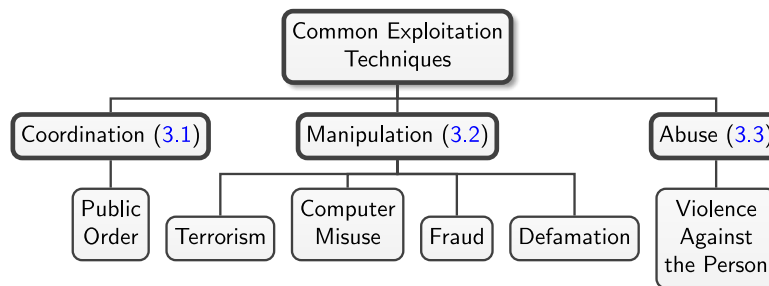 Common Exploitation
Techniques
Coordination (3.1)
Manipulation (3.2)
Abuse (3.3)
Public
Order
Terrorism
Computer
Misuse
Fraud
Defamation
Violence
Against
the Person